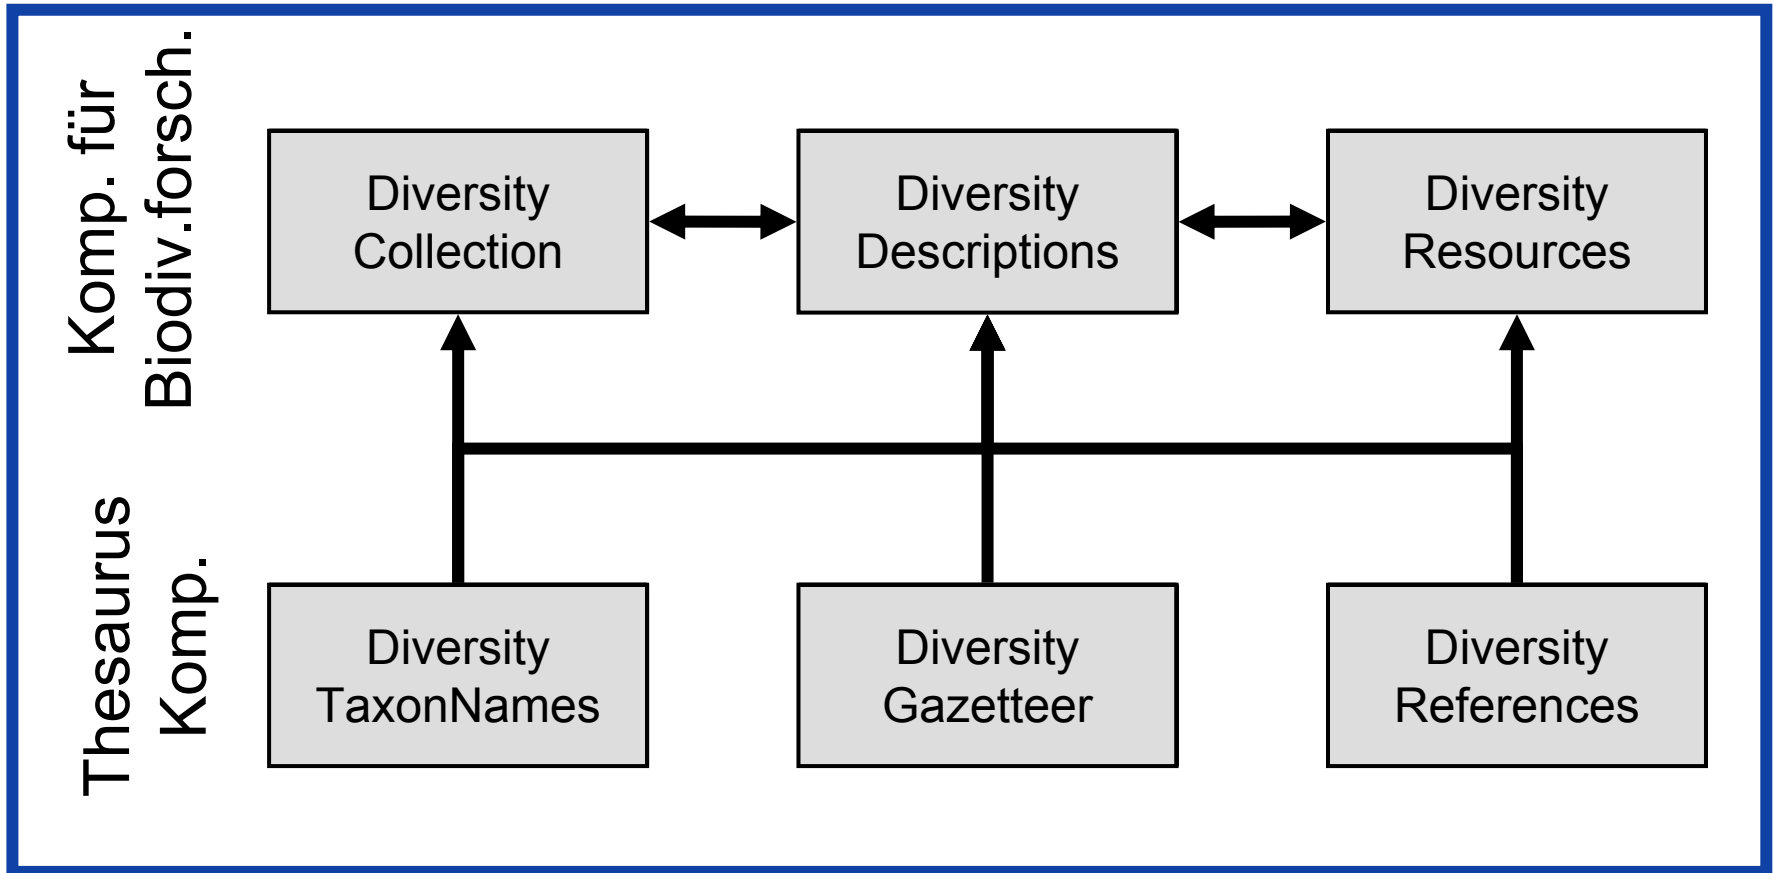 Komp. für
Biodiv.forsch.
Diversity
Collection
Diversity
Descriptions
Diversity
Resources
Thesaurus
Komp.
Diversity
TaxonNames
Diversity
Gazetteer
Diversity
References